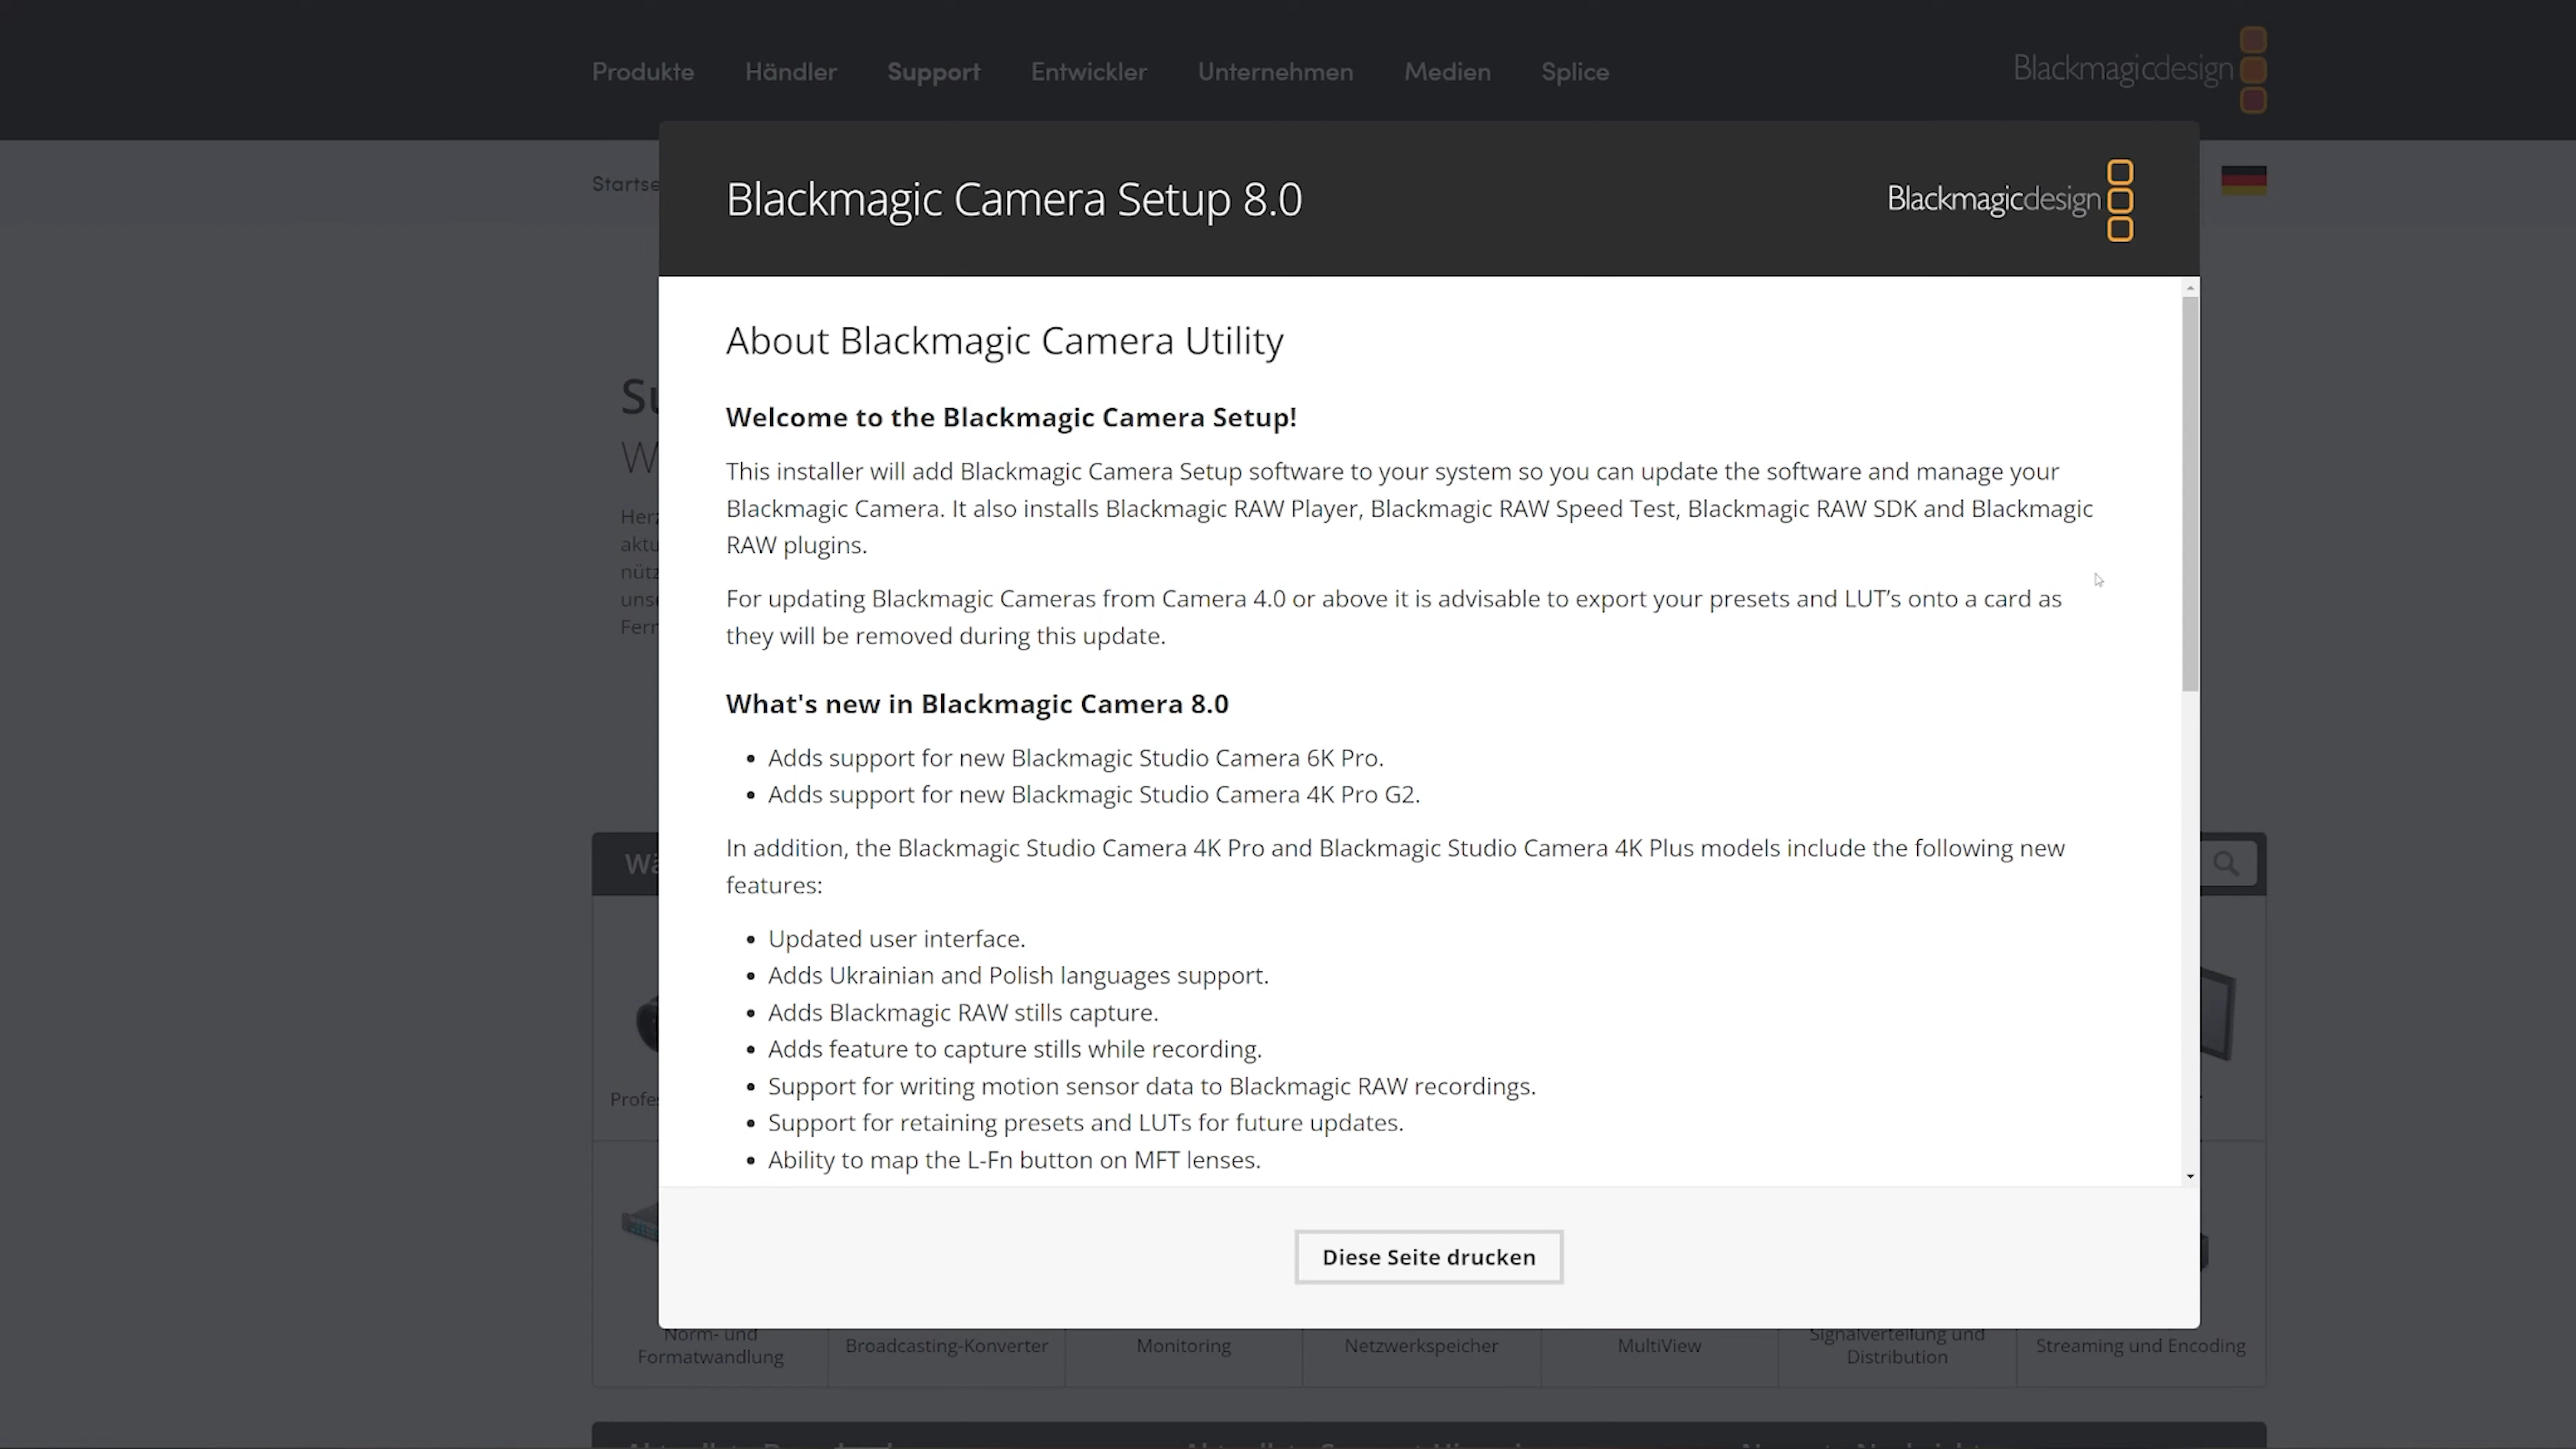 Produkte Händler Support Entwickler Unternehmen Medien Splice Blackmagicdesign
Blackmagic Camera Setup 8.0 Blackmagicdesign
About Blackmagic Camera Utility
Welcome to the Blackmagic Camera Setup!
This installer will add Blackmagic Camera Setup software to your system so you can update the software and manage your
Blackmagic Camera. It also installs Blackmagic RAW Player, Blackmagic RAW Speed Test, Blackmagic RAW SDK and Blackmagic
RAW plugins.
For updating Blackmagic Cameras from Camera 4.0 or above it is advisable to export your presets and LUT’s onto a card as
they will be removed during this update.
What's new in Blackmagic Camera 8.0
• Adds support for new Blackmagic Studio Camera 6K Pro.
• Adds support for new Blackmagic Studio Camera 4K Pro G2.
In addition, the Blackmagic Studio Camera 4K Pro and Blackmagic Studio Camera 4K Plus models include the following new
features:
• Updated user interface.
• Adds Ukrainian and Polish languages support.
• Adds Blackmagic RAW stills capture.
• Adds feature to capture stills while recording.
• Support for writing motion sensor data to Blackmagic RAW recordings.
• Support for retaining presets and LUTs for future updates.
• Ability to map the L-Fn button on MFT lenses.
Diese Seite drucken
Norm- und
Formatwandlung
Broadcasting-Konverter
Monitoring
Netzwerkspeicher
MultiView
Signalverteilung und
Distribution
Streaming und Encoding